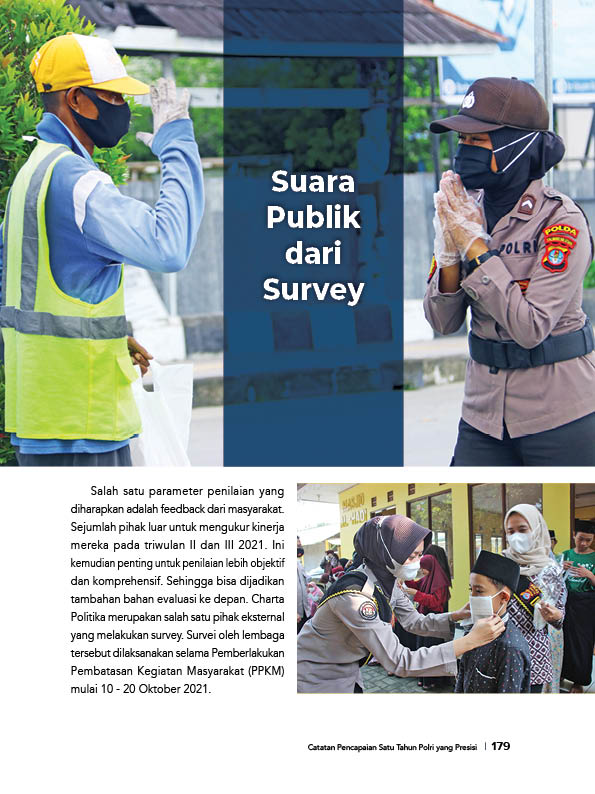 Suara
Publik
dari
Survey
POLRI
POLDA
Salah satu parameter penilaian yang
diharapkan adalah feedback dari masyarakat.
Sejumlah pihak luar untuk mengukur kinerja
mereka pada triwulan II dan III 2021. Ini
kemudian penting untuk penilaian lebih objektif
dan komprehensif. Sehingga bisa dijadikan
tambahan bahan evaluasi ke depan. Charta
Politika merupakan salah satu pihak eksternal
yang melakukan survey. Survei oleh lembaga
tersebut dilaksanakan selama Pemberlakukan
Pembatasan Kegiatan Masyarakat (PPKM)
mulai 10 - 20 Oktober 2021.
Catatan Pencapaian Satu Tahun Polri yang Presisi | 179